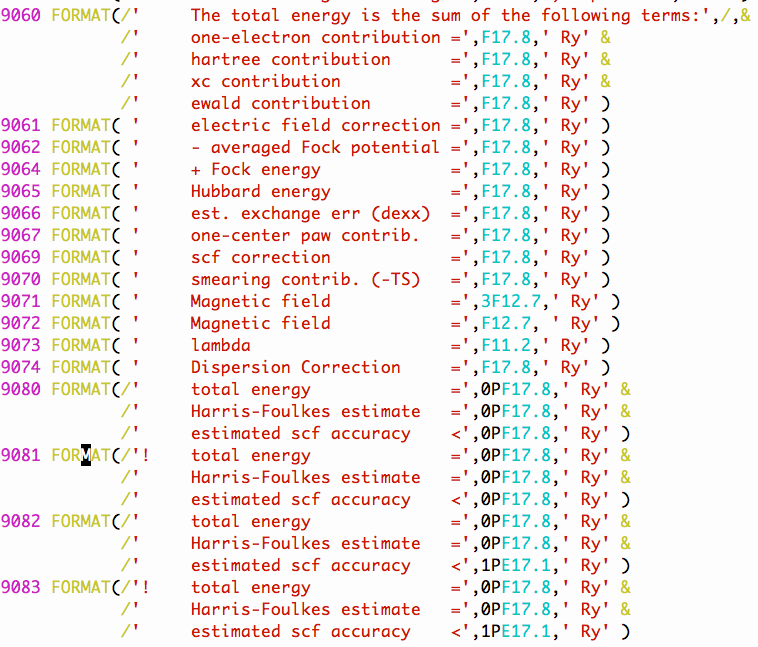 9060 FORMAT(/'     The total energy is the sum of the following terms:',/,&
            /'     one-electron contribution =',F17.8,' Ry' &
            /'     hartree contribution      =',F17.8,' Ry' &
            /'     xc contribution           =',F17.8,' Ry' &
            /'     ewald contribution        =',F17.8,' Ry' )
9061 FORMAT( '     electric field correction =',F17.8,' Ry' )
9062 FORMAT( '     - averaged Fock potential =',F17.8,' Ry' )
9064 FORMAT( '     + Fock energy             =',F17.8,' Ry' )
9065 FORMAT( '     Hubbard energy            =',F17.8,' Ry' )
9066 FORMAT( '     est. exchange err (dexx)  =',F17.8,' Ry' )
9067 FORMAT( '     one-center paw contrib.   =',F17.8,' Ry' )
9069 FORMAT( '     scf correction            =',F17.8,' Ry' )
9070 FORMAT( '     smearing contrib. (-TS)   =',F17.8,' Ry' )
9071 FORMAT( '     Magnetic field            =',3F12.7,' Ry' )
9072 FORMAT( '     Magnetic field            =',F12.7, ' Ry' )
9073 FORMAT( '     lambda                    =',F11.2,' Ry' )
9074 FORMAT( '     Dispersion Correction     =',F17.8,' Ry' )
9080 FORMAT(/'     total energy              =',0PF17.8,' Ry' &
            /'     Harris-Foulkes estimate   =',0PF17.8,' Ry' &
            /'     estimated scf accuracy    <',0PF17.8,' Ry' )
9081 FORMAT(/'!    total energy              =',0PF17.8,' Ry' &
            /'     Harris-Foulkes estimate   =',0PF17.8,' Ry' &
            /'     estimated scf accuracy    <',0PF17.8,' Ry' )
9082 FORMAT(/'     total energy              =',0PF17.8,' Ry' &
            /'     Harris-Foulkes estimate   =',0PF17.8,' Ry' &
            /'     estimated scf accuracy    <',1PE17.1,' Ry' )
9083 FORMAT(/'!    total energy              =',0PF17.8,' Ry' &
            /'     Harris-Foulkes estimate   =',0PF17.8,' Ry' &
            /'     estimated scf accuracy    <',1PE17.1,' Ry' )